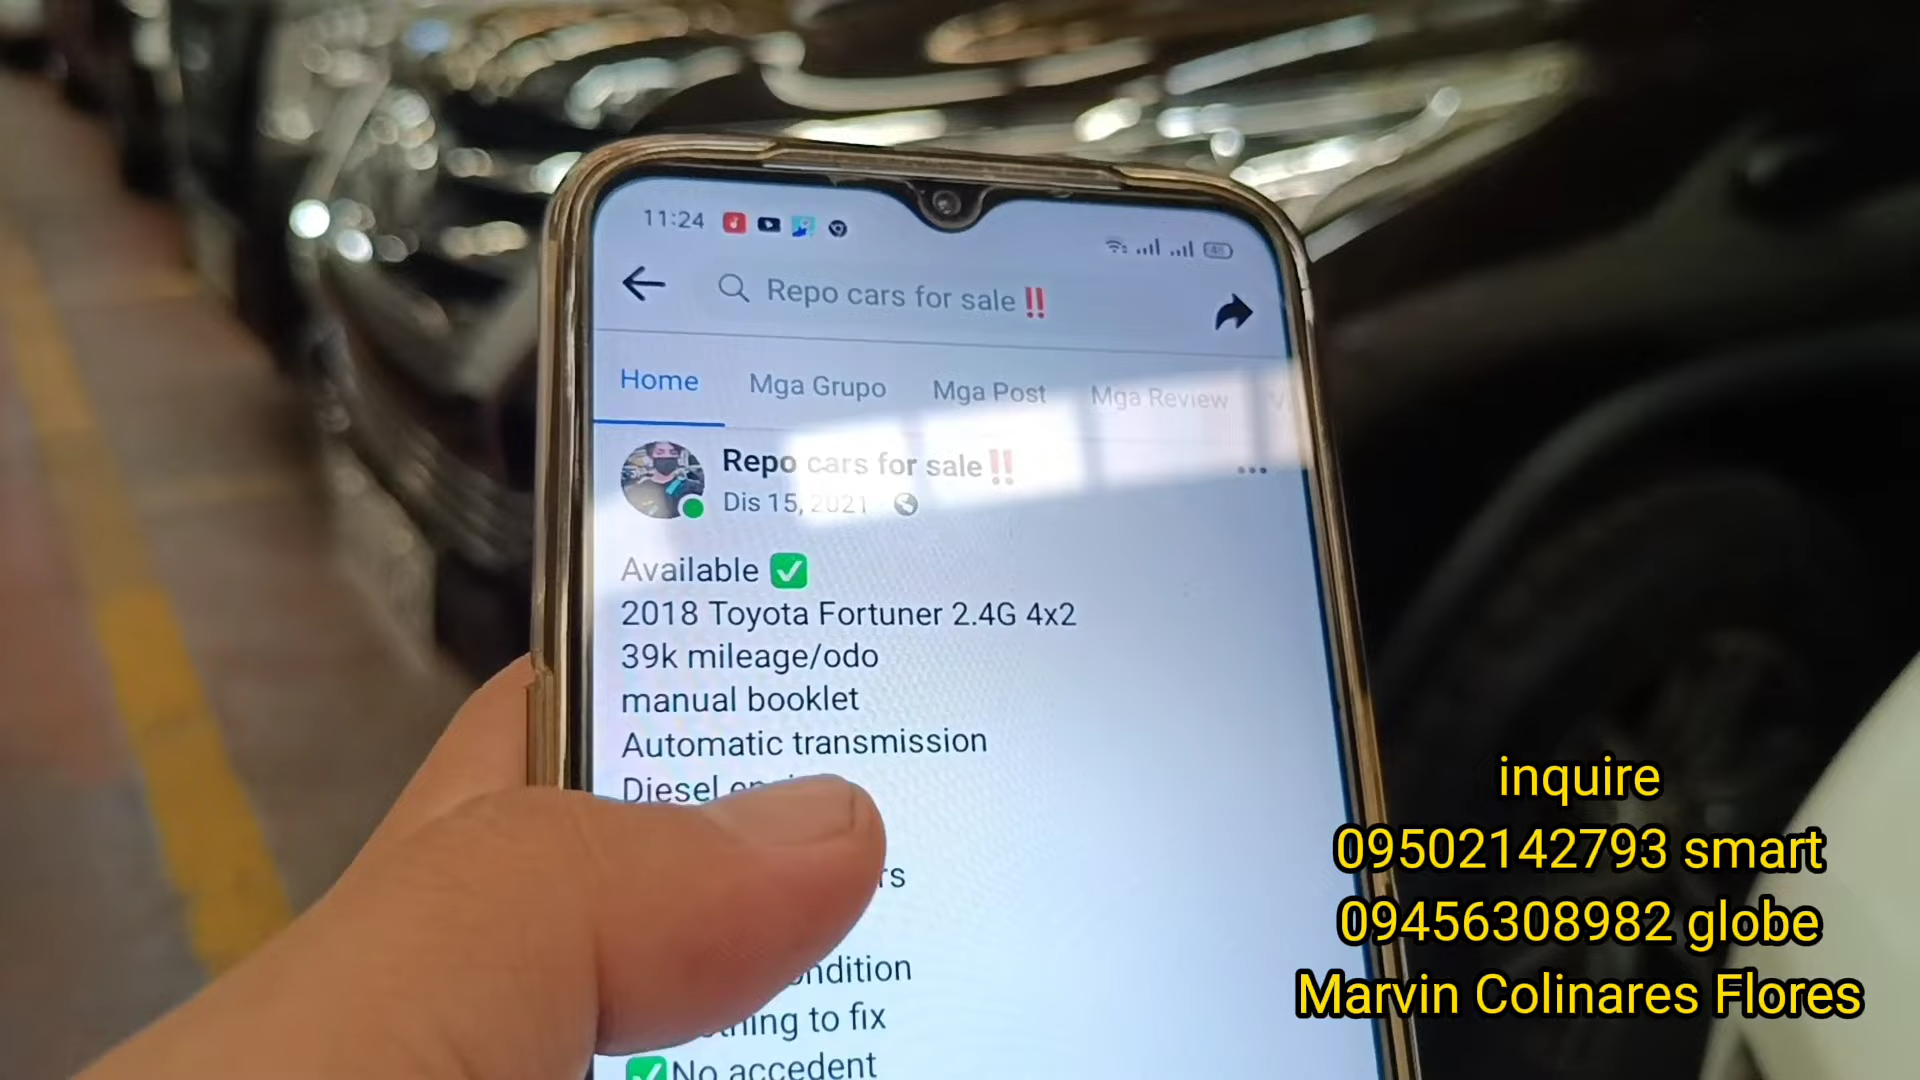 11:24
Repo cars for sale‼
Home Mga Grupo Mga Post Mga Review
Repo cars for sale‼
Dis 15, 2021
Available ✅
2018 Toyota Fortuner 2.4G 4x2
39k mileage/odo
manual booklet
Automatic transmission
Diesel
to fix
✅No accedent
inquire
09502142793 smart
09456308982 globe
Marvin Colinares Flores